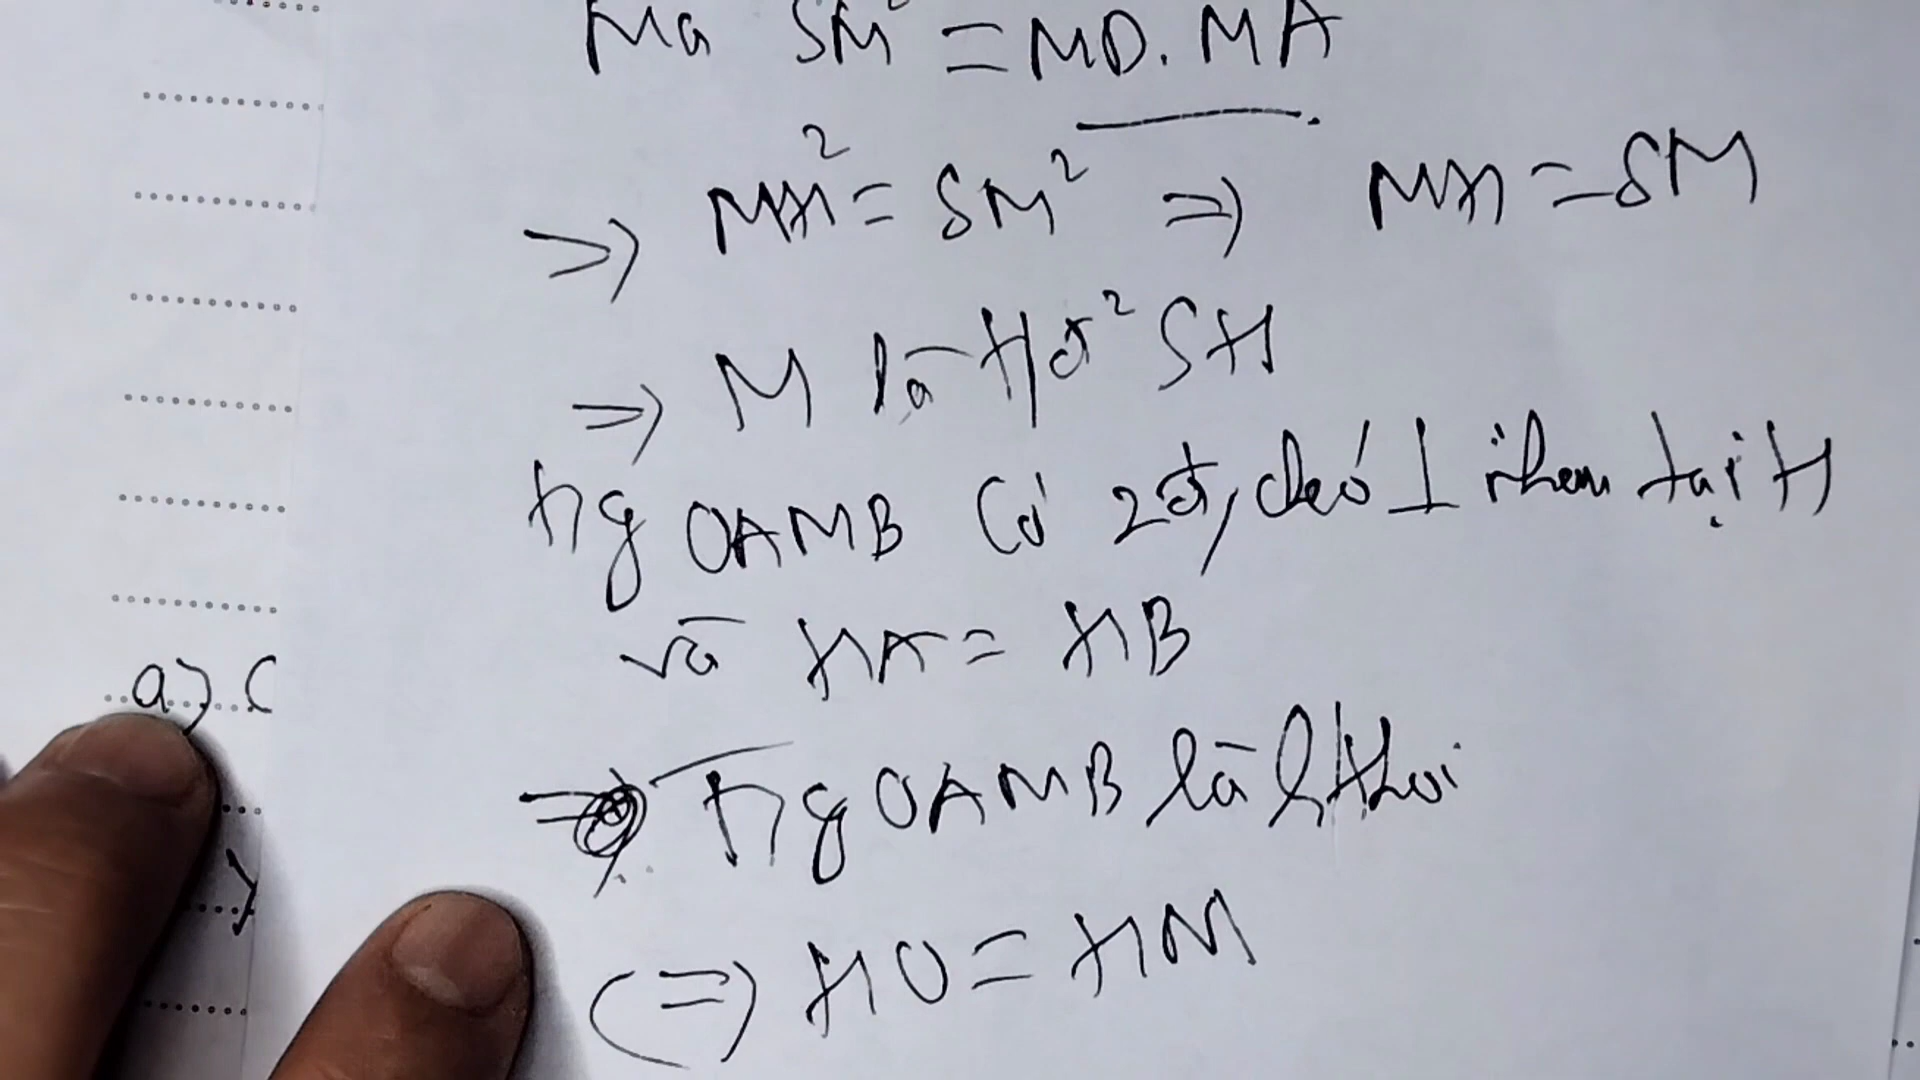 Mà SM² = MD.MA
=> MH² = SM² => MH = SM
=> M là tđ² SH
tg OAMB Có 2 đ/chéo ⊥ nhau tại H
và HA = HB
=> tg OAMB là h thoi
(=>) HO = HM
a) C